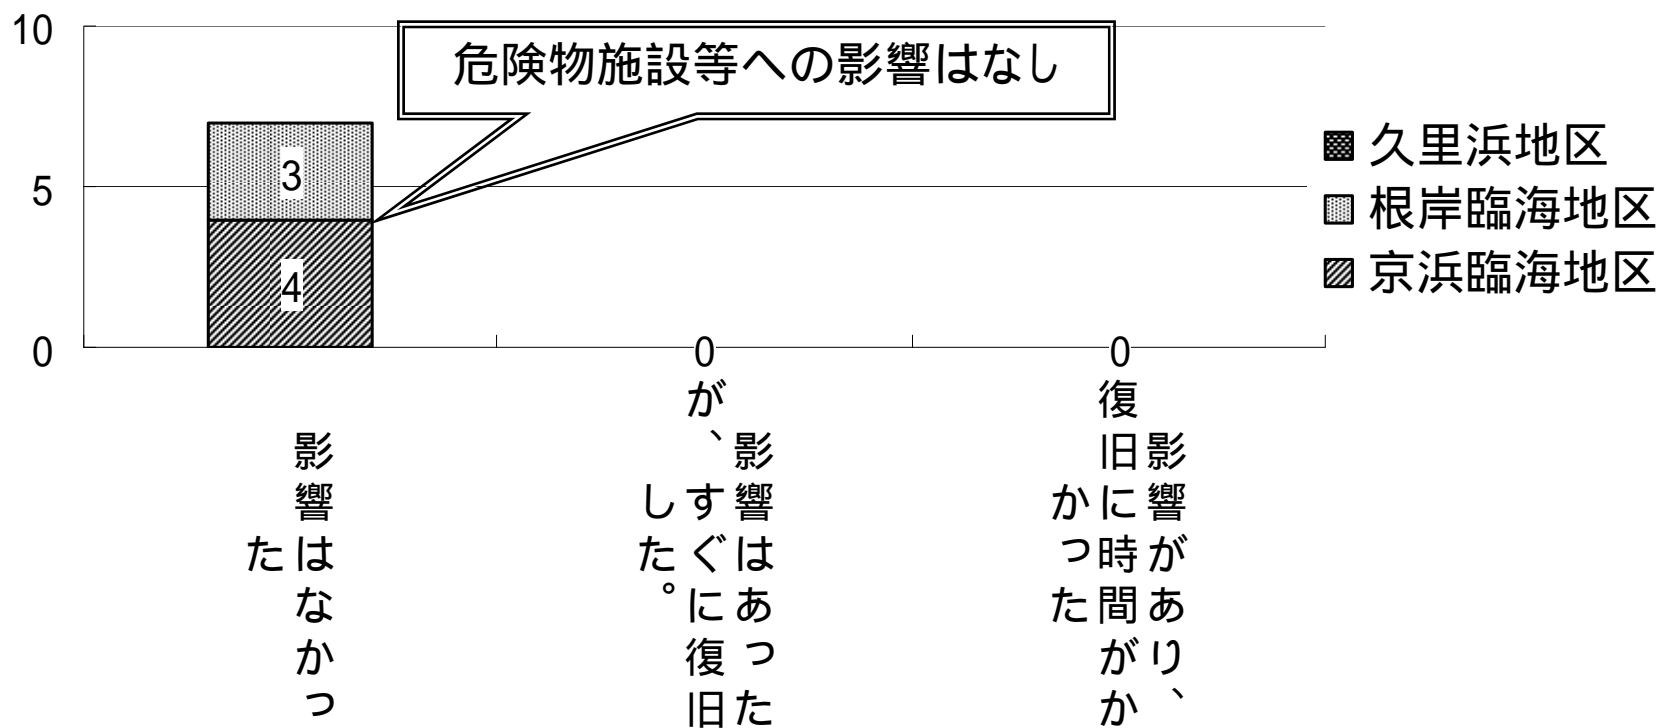 10
5
0
危険物施設等への影響はなし
3
4
0
0
久里浜地区
根岸臨海地区
京浜臨海地区
影響はなかっ
た
影響はあった
が、すぐに復旧
した。
影響があり、
復旧に時間がか
かった